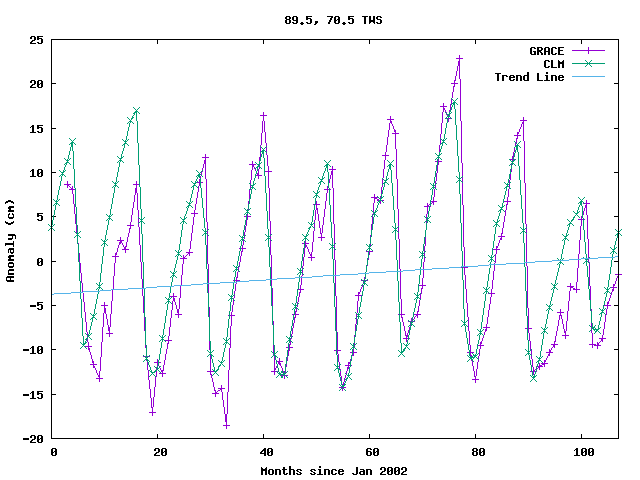 89.5, 70.5 TWS
GRACE
CLM
Trend Line
25
20
15
10
5
0
-5
-10
-15
-20
Anomaly (cm)
0 20 40 60 80 100
Months since Jan 2002